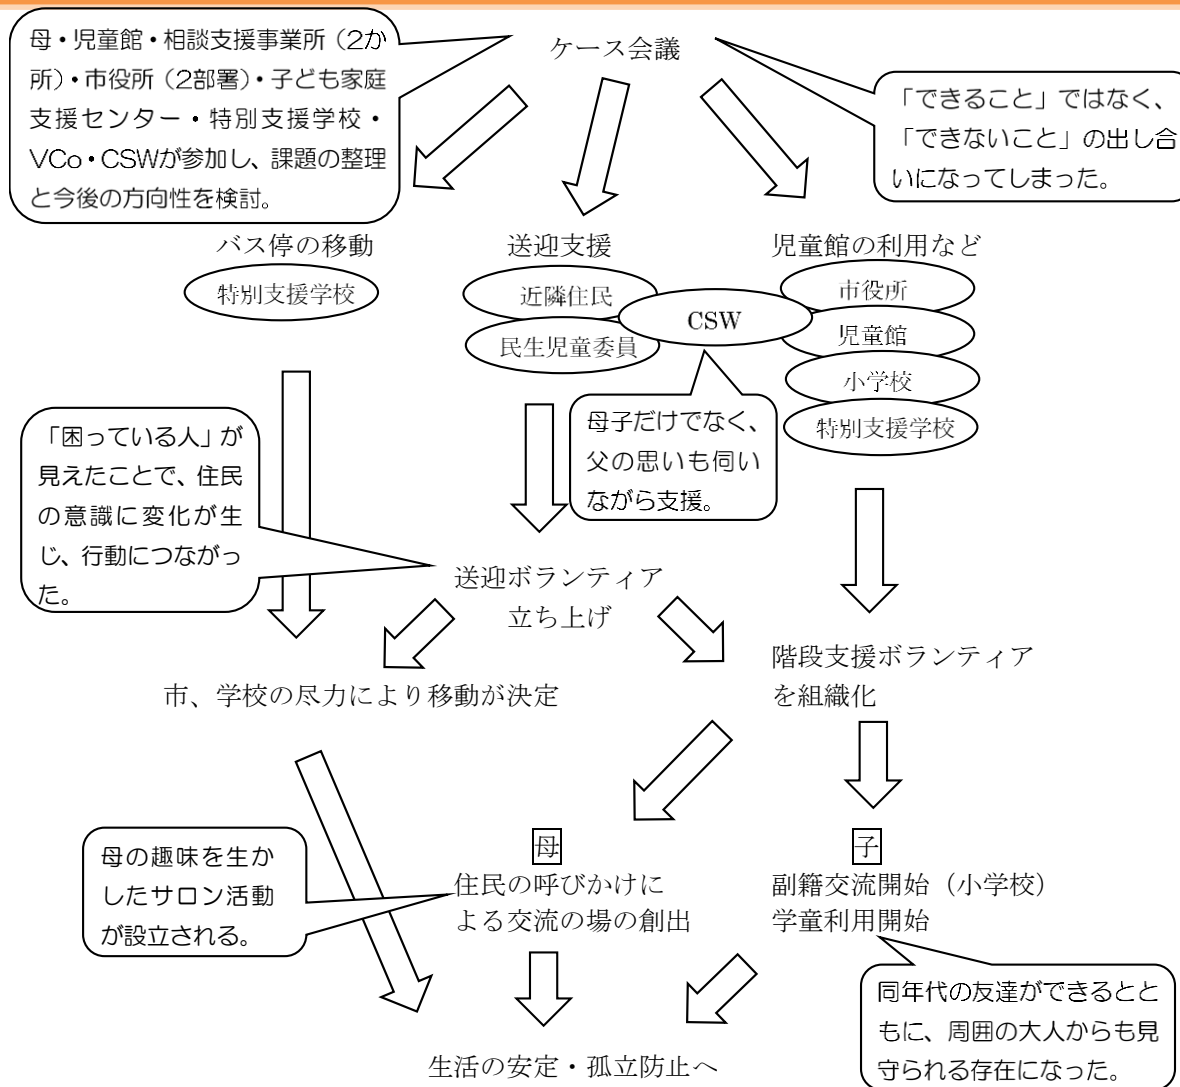 母・児童館・相談支援事業所（2か
所）・市役所（2部署）・子ども家庭
支援センター・特別支援学校・
VCo・CSWが参加し、課題の整理
と今後の方向性を検討。
ケース会議
「できること」ではなく、
「できないこと」の出し合
いになってしまった。
バス停の移動
特別支援学校
送迎支援
近隣住民
民生児童委員
CSW
児童館の利用など
市役所
児童館
小学校
特別支援学校
母子だけでなく、
父の思いも伺い
ながら支援。
「困っている人」が
見えたことで、住民
の意識に変化が生
じ、行動につながっ
た。
送迎ボランティア
立ち上げ
市、学校の尽力により移動が決定
階段支援ボランティア
を組織化
母の趣味を生か
したサロン活動
が設立される。
母
住民の呼びかけに
よる交流の場の創出
子
副籍交流開始（小学校）
学童利用開始
同年代の友達ができるとと
もに、周囲の大人からも見
守られる存在になった。
生活の安定・孤立防止へ